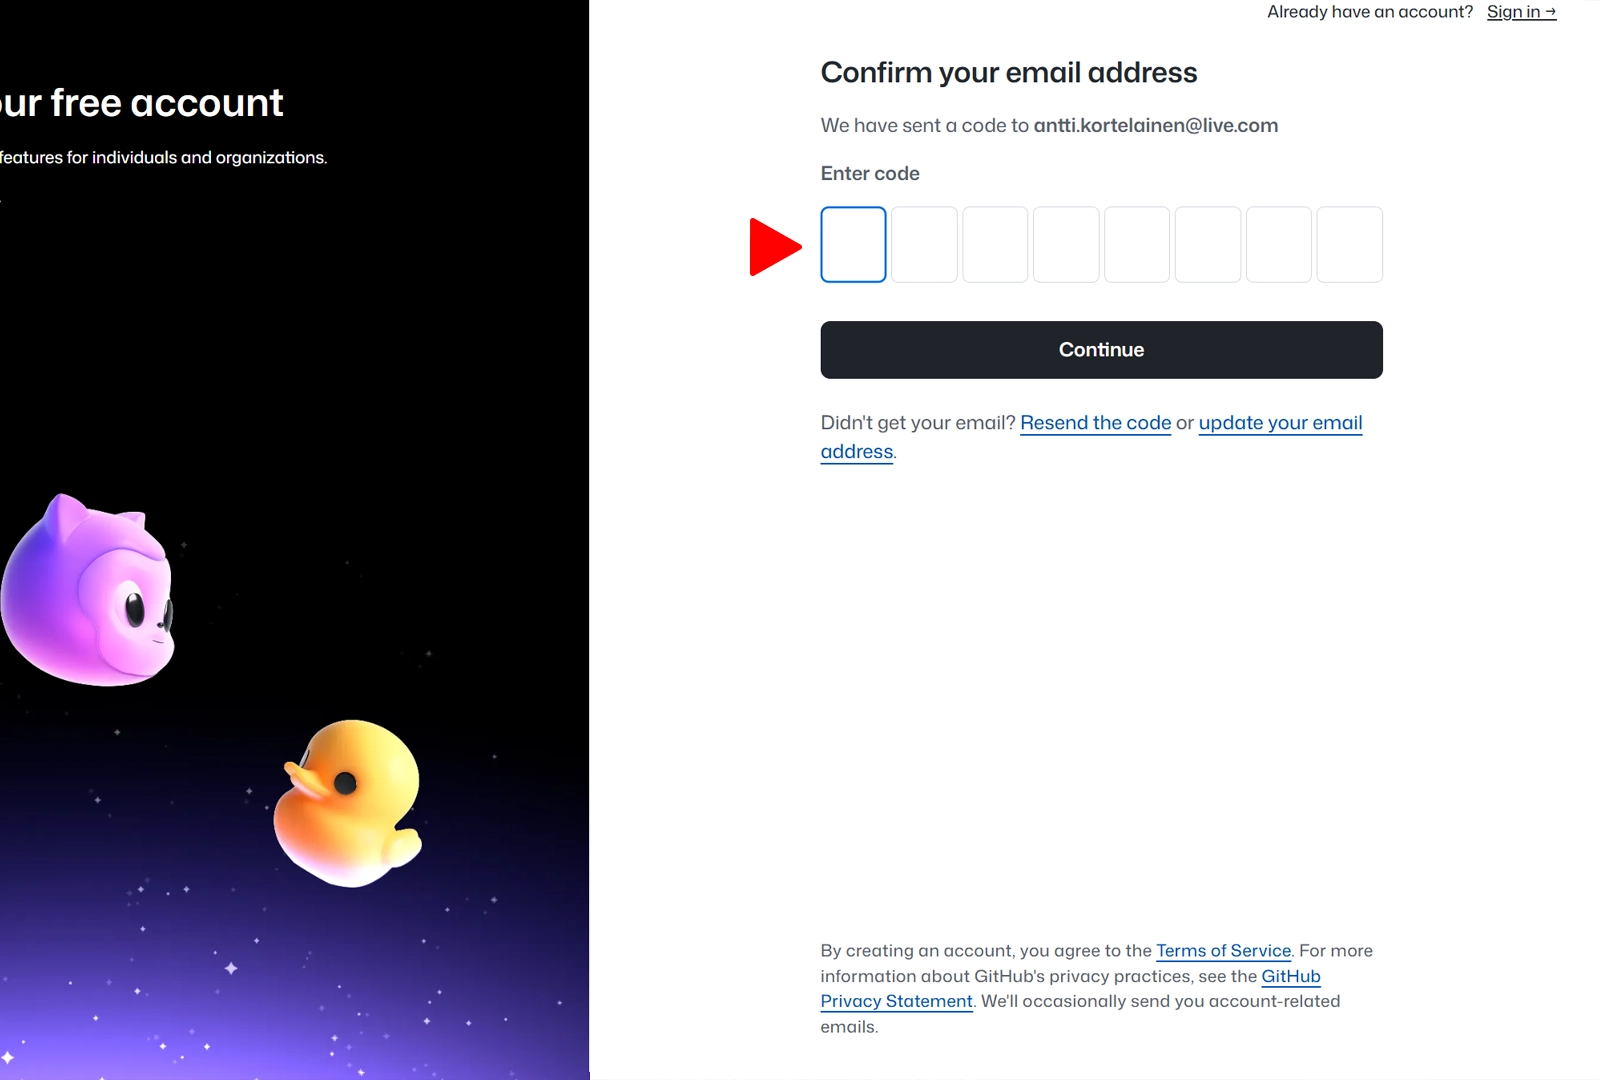 Already have an account? Sign in →
our free account
features for individuals and organizations.
Confirm your email address
We have sent a code to antti.kortelainen@live.com
Enter code
Continue
Didn't get your email? Resend the code or update your email
address.
By creating an account, you agree to the Terms of Service. For more
information about GitHub's privacy practices, see the GitHub
Privacy Statement. We'll occasionally send you account-related
emails.